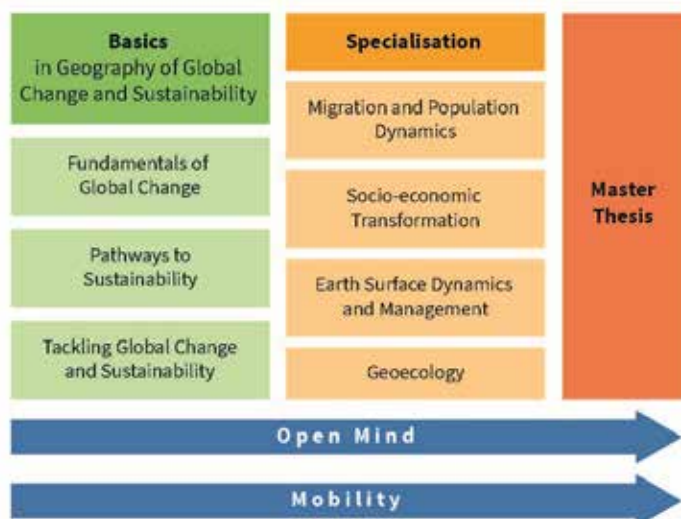 Basics
in Geography of Global
Change and Sustainability
Fundamentals of
Global Change
Pathways to
Sustainability
Tackling Global Change
and Sustainability
Specialisation
Migration and Population
Dynamics
Socio-economic
Transformation
Earth Surface Dynamics
and Management
Geoecology
Master
Thesis
Open Mind
Mobility